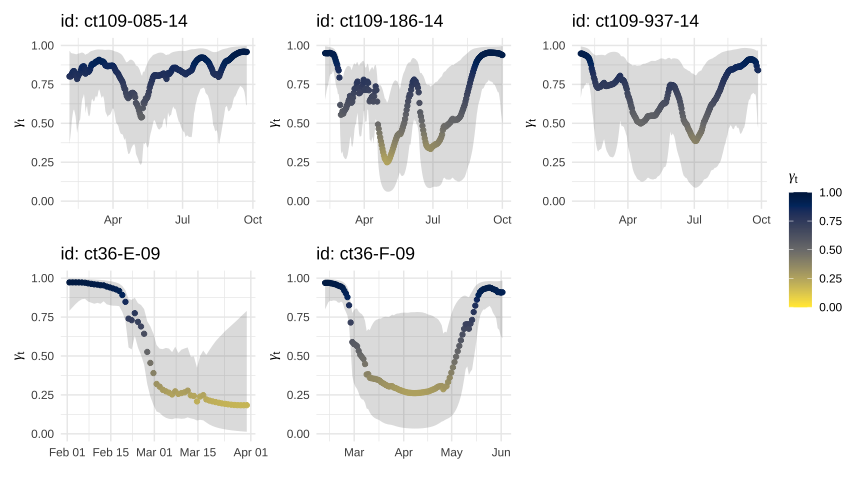 id: ct109-085-14
id: ct109-186-14
id: ct109-937-14
1.00
0.75
0.50
0.25
0.00
γt
Apr
Jul
Oct
1.00
0.75
0.50
0.25
0.00
γt
Apr
Jul
Oct
1.00
0.75
0.50
0.25
0.00
γt
Apr
Jul
Oct
id: ct36-E-09
id: ct36-F-09
1.00
0.75
0.50
0.25
0.00
γt
Feb 01
Feb 15
Mar 01
Mar 15
Apr 01
1.00
0.75
0.50
0.25
0.00
γt
Mar
Apr
May
Jun
γt
1.00
0.75
0.50
0.25
0.00